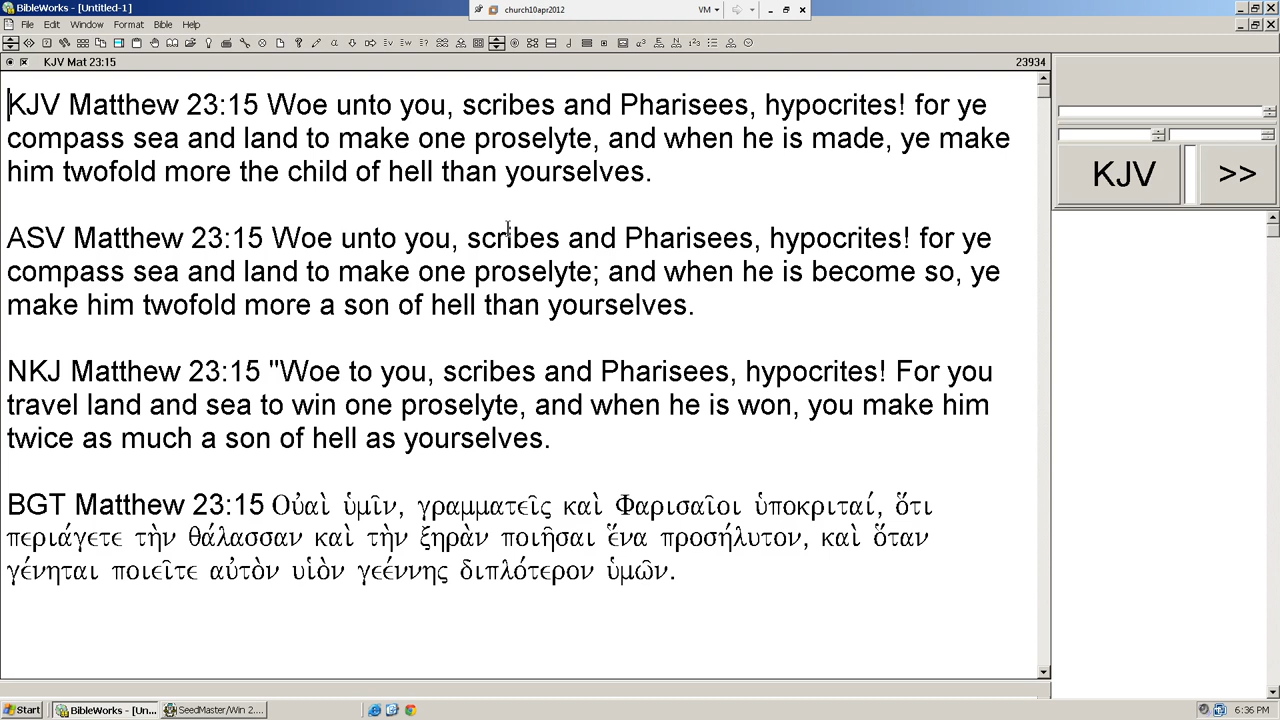 BibleWorks - [Untitled-1]
church10apr2012
VM
File Edit Window Format Bible Help
KJV Mat 23:15
23934
KJV Matthew 23:15 Woe unto you, scribes and Pharisees, hypocrites! for ye
compass sea and land to make one proselyte, and when he is made, ye make
him twofold more the child of hell than yourselves.
KJV >>
ASV Matthew 23:15 Woe unto you, scribes and Pharisees, hypocrites! for ye
compass sea and land to make one proselyte; and when he is become so, ye
make him twofold more a son of hell than yourselves.
NKJ Matthew 23:15 "Woe to you, scribes and Pharisees, hypocrites! For you
travel land and sea to win one proselyte, and when he is won, you make him
twice as much a son of hell as yourselves.
BGT Matthew 23:15 Οὐαὶ ὑμῖν, γραμματεῖς καὶ Φαρισαῖοι ὑποκριταί, ὅτι
περιάγετε τὴν θάλασσαν καὶ τὴν ξηρὰν ποιῆσαι ἕνα προσήλυτον, καὶ ὅταν
γένηται ποιεῖτε αὐτὸν υἱὸν γεέννης διπλότερον ὑμῶν.
Start BibleWorks - [Un... SeedMaster/Win 2.... 6:36 PM